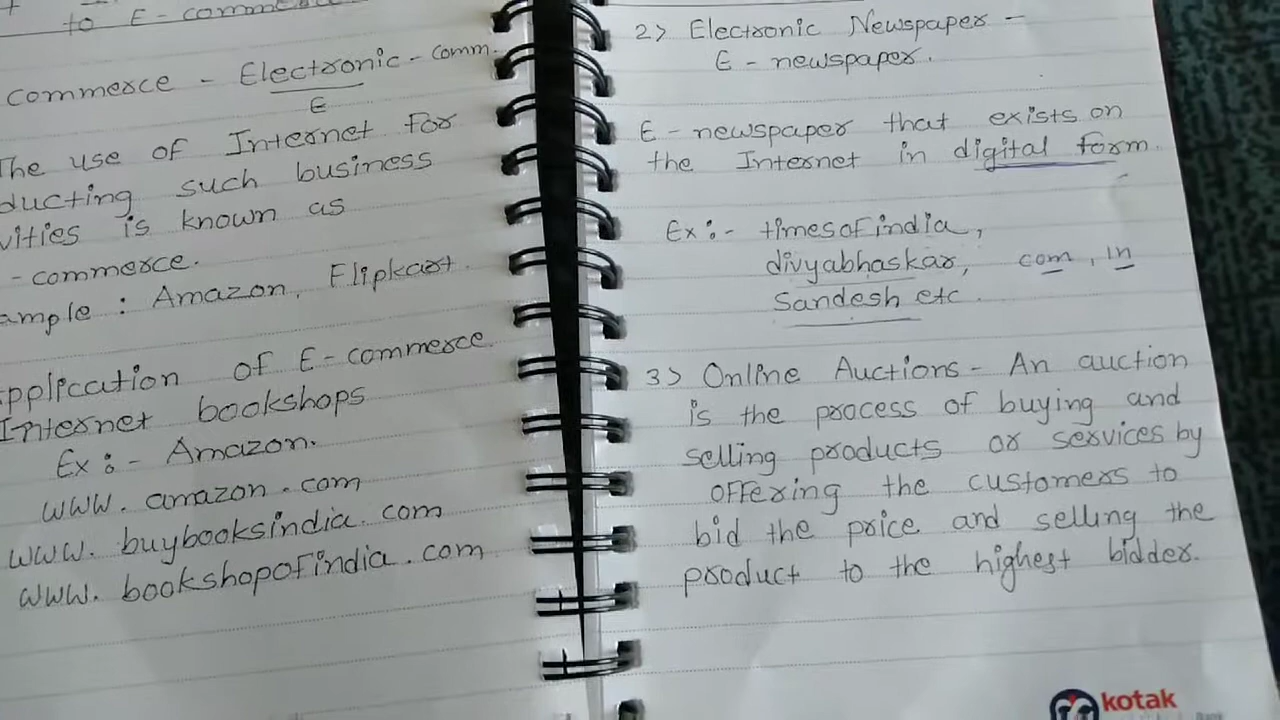 to E-commerce
commerce - Electronic - comm.
E
The use of Internet for
ducting such business
vities is known as
-commerce.
ample : Amazon, Flipkart.
pplication of E-commerce
Internet bookshops
Ex :- Amazon.
www.amazon.com
www.buybooksindia.com
www.bookshopofindia.com
2> Electronic Newspaper -
E - newspaper.
E - newspaper that exists on
the Internet in digital form
Ex :- timesofindia,
divyabhaskar, com, in
Sandesh etc.
3> Online Auctions - An auction
is the process of buying and
selling products or services by
offering the customers to
bid the price and selling the
product to the highest bidder.
kotak